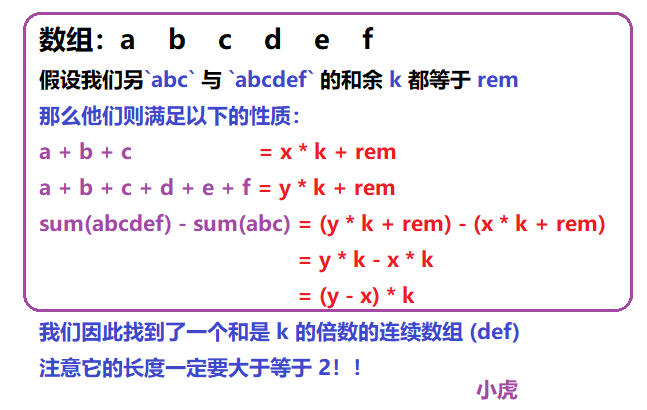 数组：a b c d e f
假设我们另`abc` 与 `abcdef` 的和余 k 都等于 rem
那么他们则满足以下的性质：
a + b + c = x * k + rem
a + b + c + d + e + f = y * k + rem
sum(abcdef) - sum(abc) = (y * k + rem) - (x * k + rem)
= y * k - x * k
= (y - x) * k
我们因此找到了一个和是 k 的倍数的连续数组 (def)
注意它的长度一定要大于等于 2！！
小虎